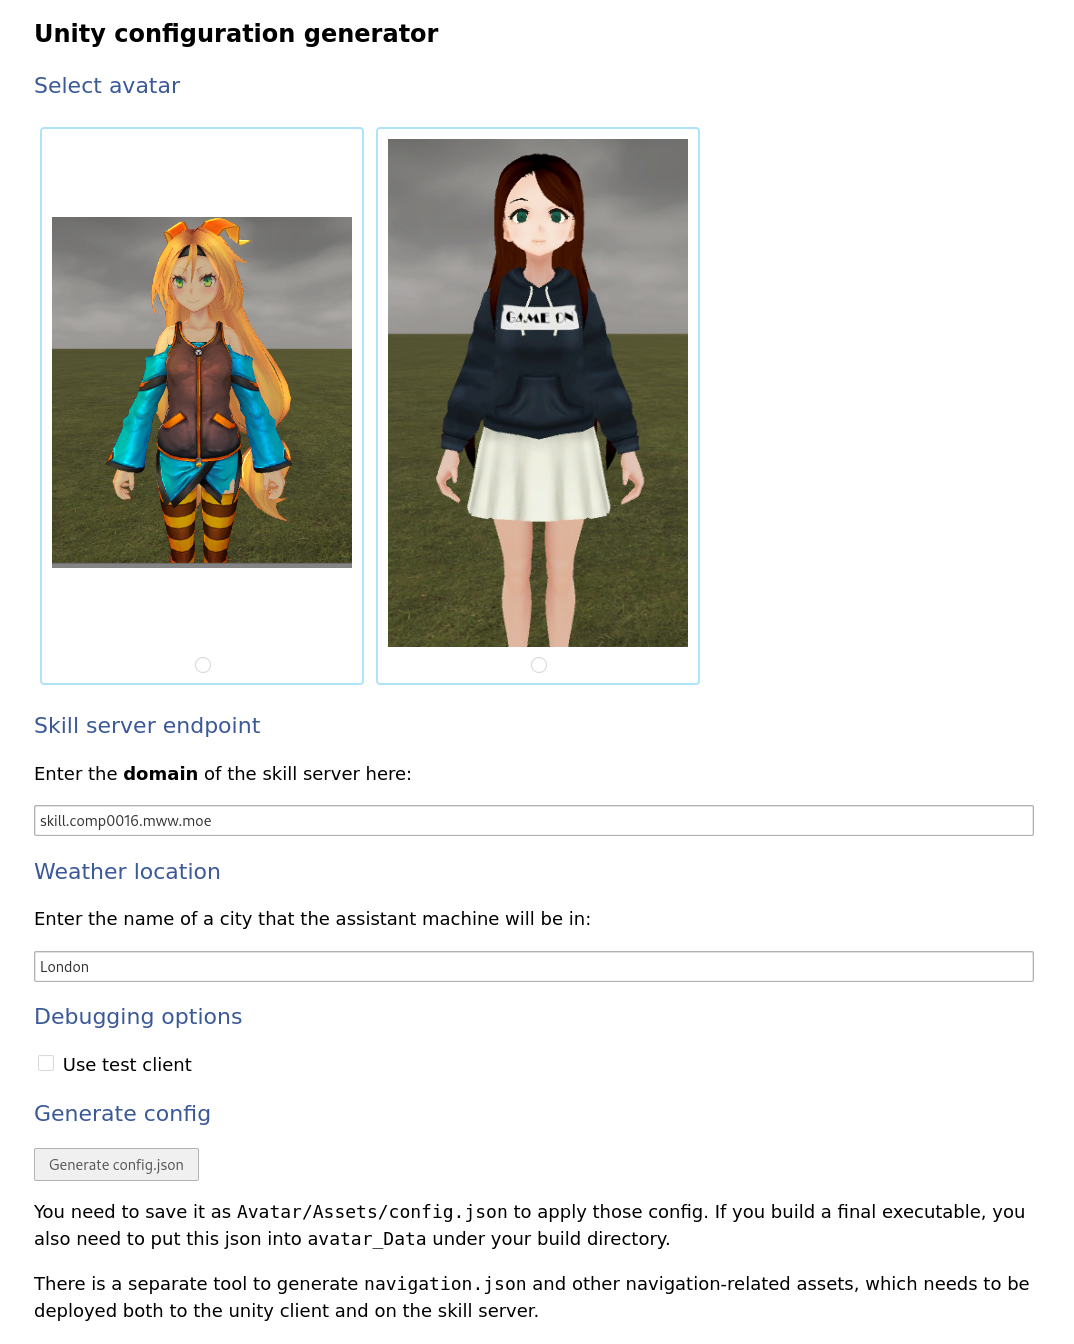 Unity configuration generator
Select avatar
GAME ON
Skill server endpoint
Enter the domain of the skill server here:
skill.comp0016.mww.moe
Weather location
Enter the name of a city that the assistant machine will be in:
London
Debugging options
Use test client
Generate config
Generate config.json
You need to save it as Avatar/Assets/config.json to apply those config. If you build a final executable, you
also need to put this json into avatar_Data under your build directory.
There is a separate tool to generate navigation.json and other navigation-related assets, which needs to be
deployed both to the unity client and on the skill server.